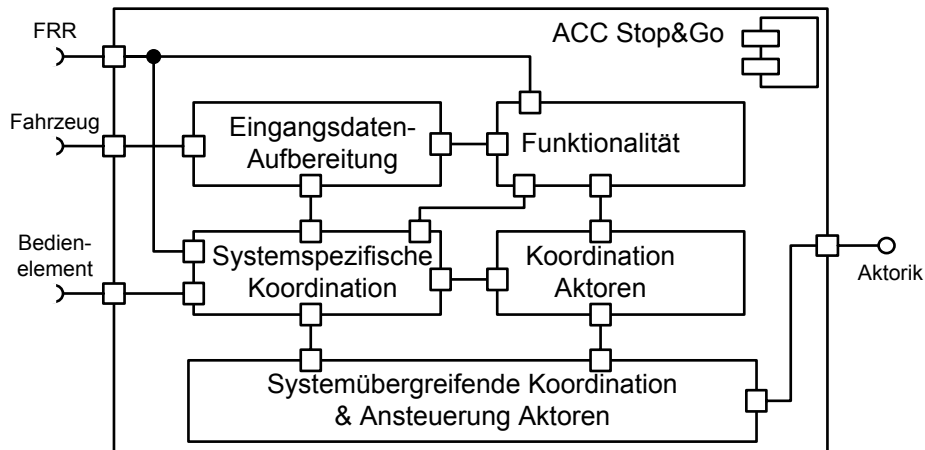 FRR
ACC Stop&Go
Fahrzeug
Eingangsdaten-
Aufbereitung
Funktionalität
Bedien-
element
Systemspezifische
Koordination
Koordination
Aktoren
Aktorik
Systemübergreifende Koordination
& Ansteuerung Aktoren